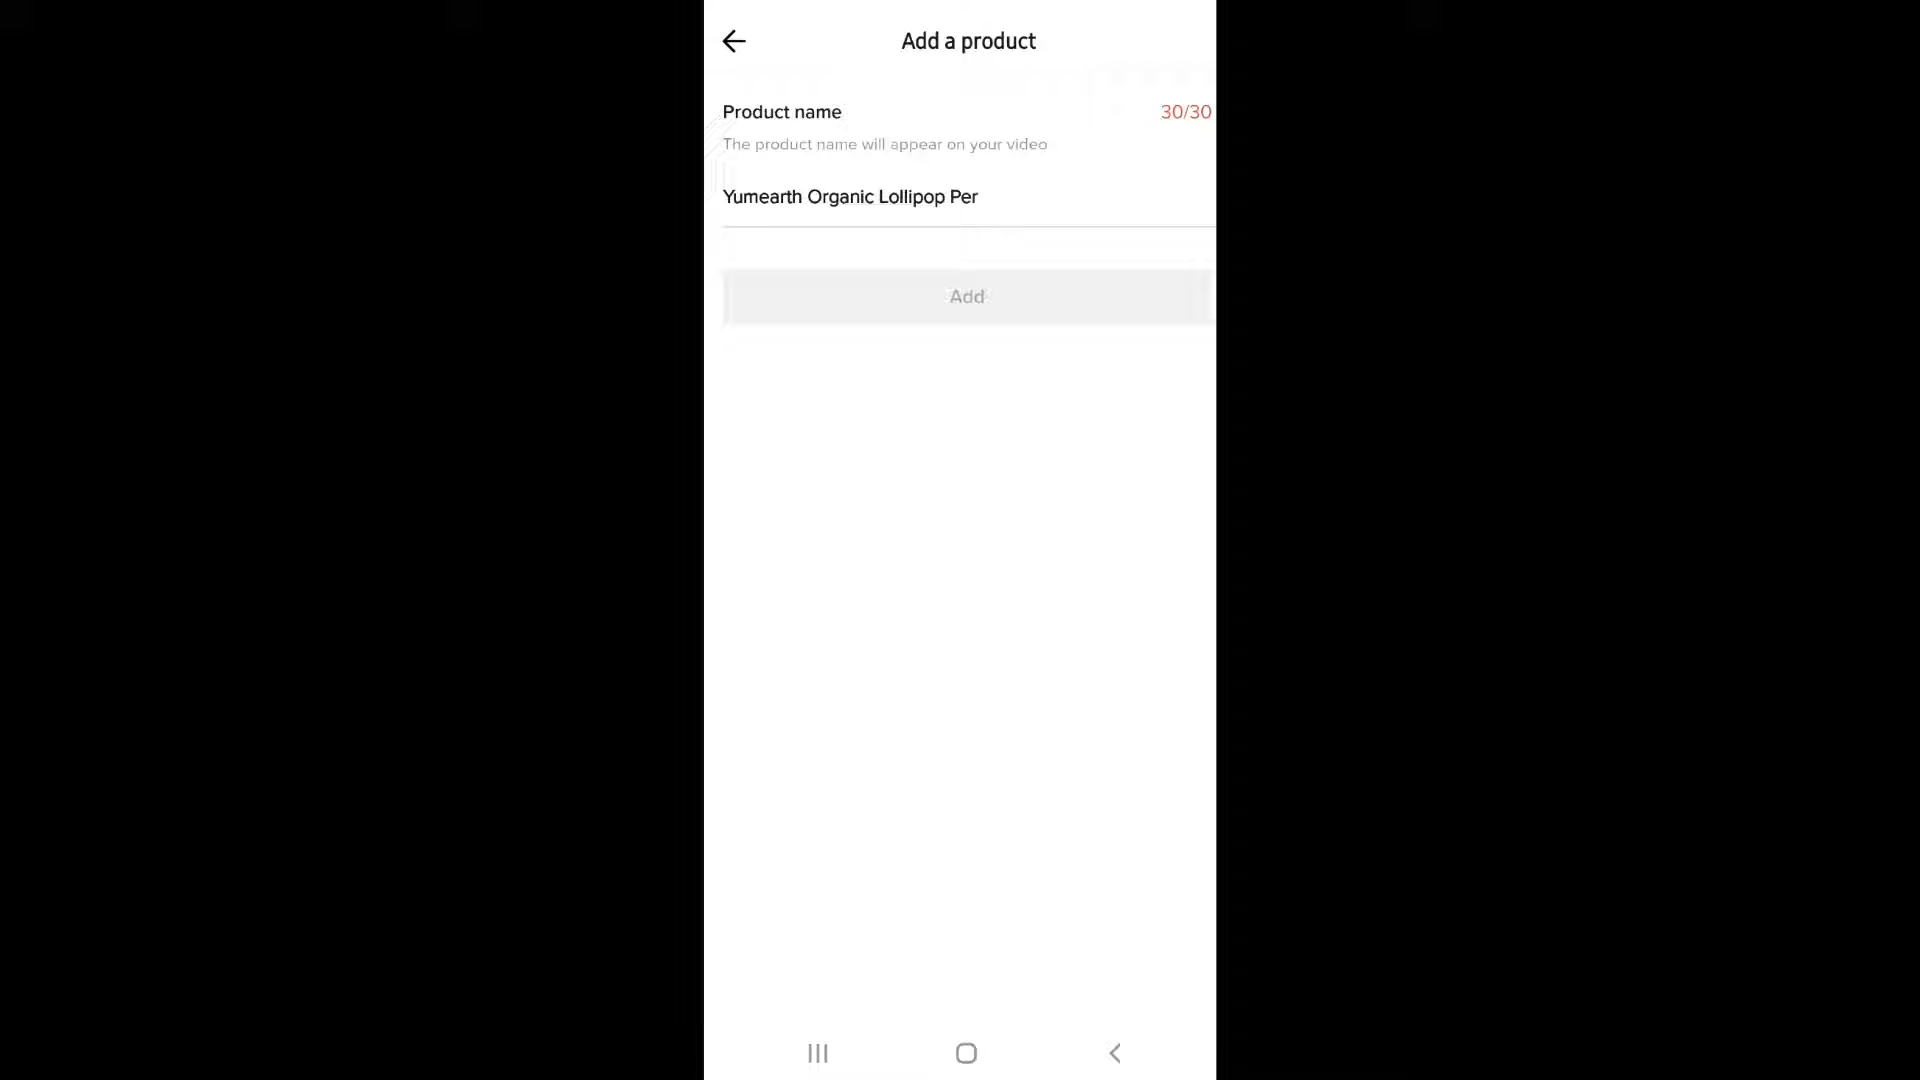 Add a product
Product name
30/30
The product name will appear on your video
Yumearth Organic Lollipop Per
Add